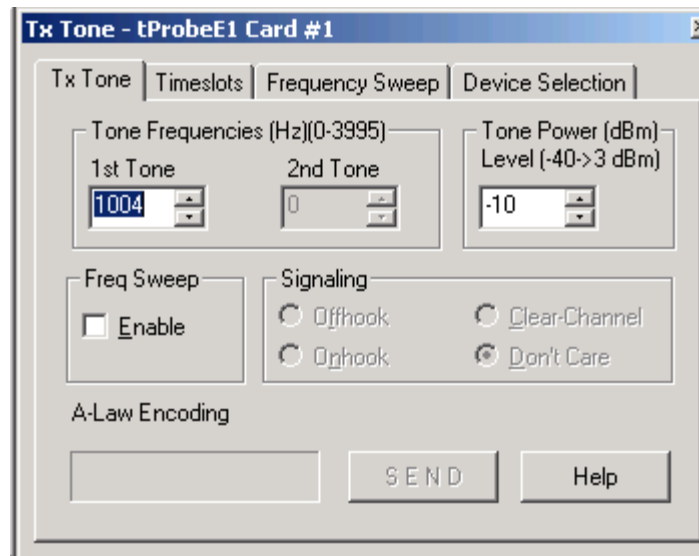 Tx Tone - tProbeE1 Card #1
Tx Tone Timeslots Frequency Sweep Device Selection
Tone Frequencies (Hz)(0-3995)
1st Tone 2nd Tone
1004 0
Tone Power (dBm)
Level (-40->3 dBm)
-10
Freq Sweep
Enable
Signaling
Offhook Clear-Channel
Onhook Don't Care
A-Law Encoding
S E N D Help